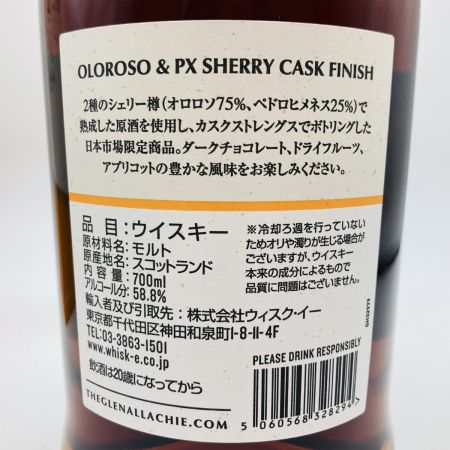 OLOROSO & PX SHERRY CASK FINISH
2種のシェリー樽(オロロソ75%、ペドロヒメネス25%)で
熟成した原酒を使用し、カスクストレングスでボトリングした
日本市場限定商品。ダークチョコレート、ドライフルーツ、
アプリコットの豊かな風味をお楽しみください。
品目:ウイスキー
原材料名:モルト
原産国名:スコットランド
内容量:700ml
アルコール分:58.8%
輸入者及び引取先:株式会社ウィスク・イー
東京都千代田区神田和泉町1-8-11-4F
TEL:03-3863-1501
www.whisk-e.co.jp
飲酒は20歳になってから
THEGLENALLACHIE.COM
※冷却ろ過を行っていない
ためオリや濁りが生じる場合が
ございますが、ウイスキー
本来の成分によるもので
品質に問題はございません。
PLEASE DRINK RESPONSIBLY
5 060568 328294